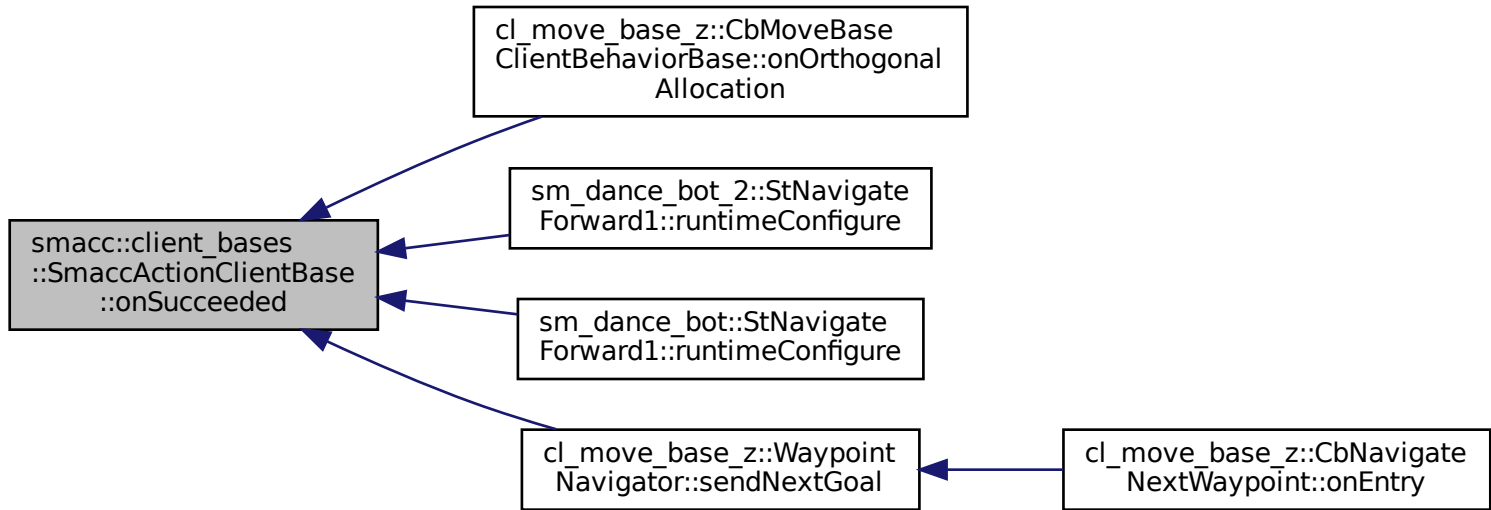 cl_move_base_z::CbMoveBase
ClientBehaviorBase::onOrthogonal
Allocation
sm_dance_bot_2::StNavigate
Forward1::runtimeConfigure
smacc::client_bases
::SmaccActionClientBase
::onSucceeded
sm_dance_bot::StNavigate
Forward1::runtimeConfigure
cl_move_base_z::Waypoint
Navigator::sendNextGoal
cl_move_base_z::CbNavigate
NextWaypoint::onEntry